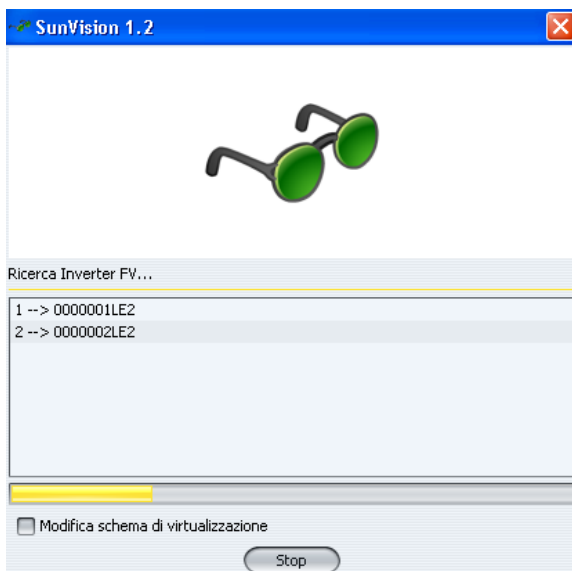 SunVision 1.2
Ricerca Inverter FV...
1 --> 0000001LE2
2 --> 0000002LE2
Modifica schema di virtualizzazione
Stop